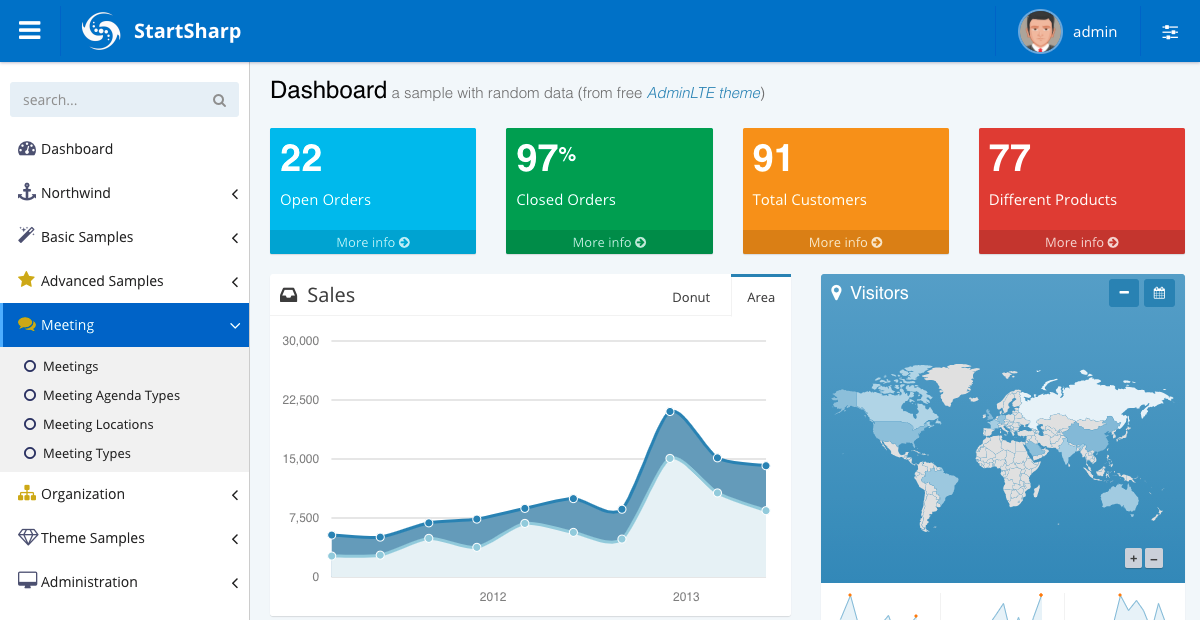 StartSharp
admin
search...
Dashboard
Northwind
Basic Samples
Advanced Samples
Meeting
Meetings
Meeting Agenda Types
Meeting Locations
Meeting Types
Organization
Theme Samples
Administration
Dashboard a sample with random data (from free AdminLTE theme)
22
Open Orders
More info
97%
Closed Orders
More info
91
Total Customers
More info
77
Different Products
More info
Sales
Donut
Area
30,000
22,500
15,000
7,500
0
2012
2013
Visitors
+
−